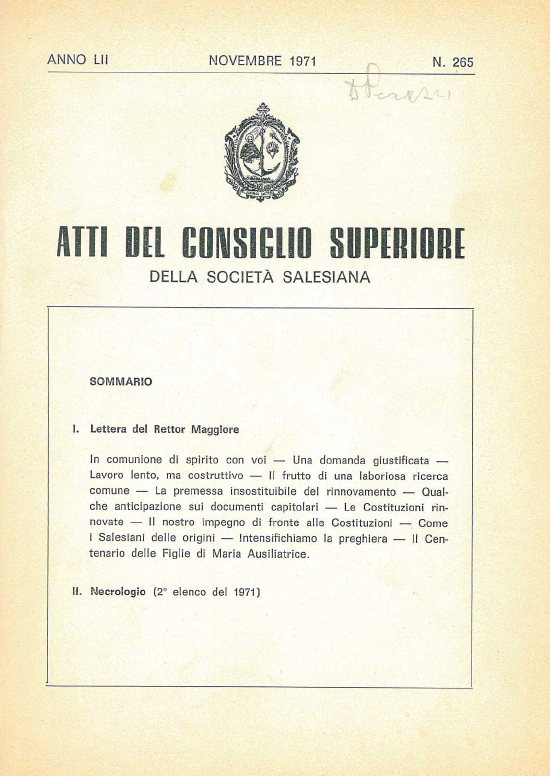 ANNO LII NOVEMBRE 1971 N. 265
ATTI DEL CONSIGLIO SUPERIORE
DELLA SOCIETÀ SALESIANA
SOMMARIO
I. Lettera del Rettor Maggiore
In comunione di spirito con voi — Una domanda giustificata —
Lavoro lento, ma costruttivo — Il frutto di una laboriosa ricerca
comune — La premessa insostituibile del rinnovamento — Qual-
che anticipazione sui documenti capitolari — Le Costituzioni rin-
novate — Il nostro impegno di fronte alle Costituzioni — Come
i Salesiani delle origini — Intensifichiamo la preghiera — Il Cen-
tenario delle Figlie di Maria Ausiliatrice.
II. Necrologio (2° elenco del 1971)